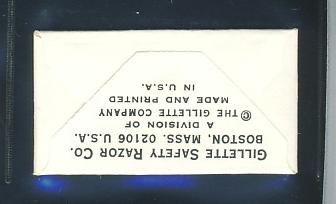 GILLETTE SAFETY RAZOR CO.
BOSTON, MASS. 02106 U.S.A.
A DIVISION OF
© THE GILLETTE COMPANY
MADE AND PRINTED
IN U.S.A.